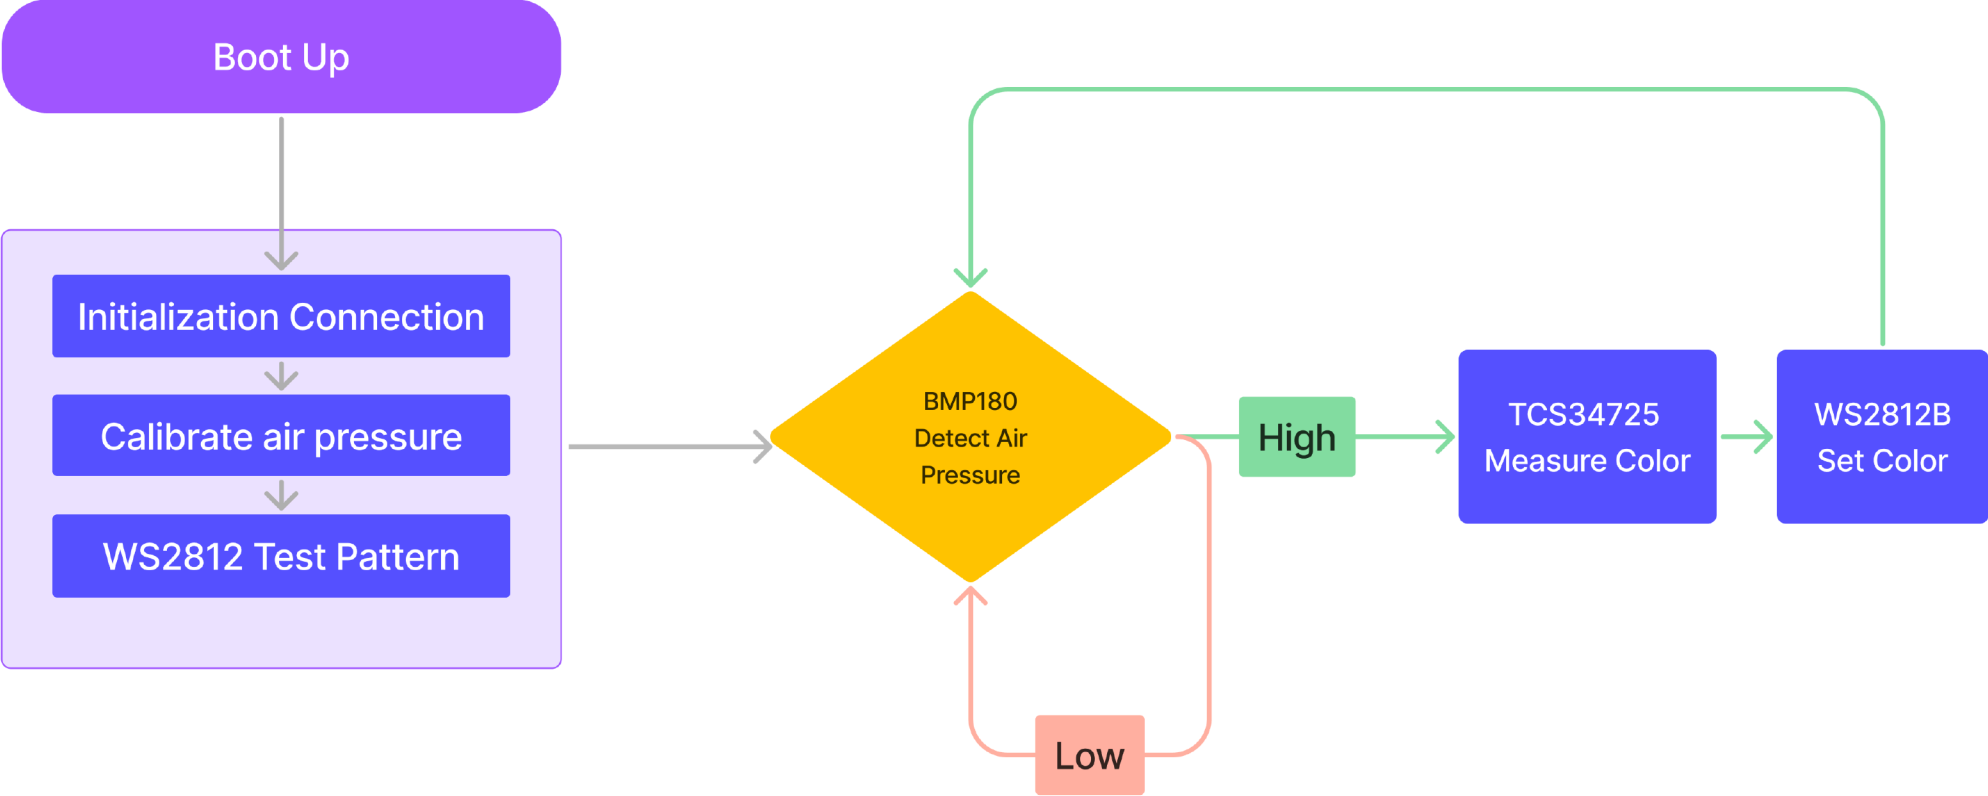 Boot Up
Initialization Connection
Calibrate air pressure
WS2812 Test Pattern
BMP180
Detect Air
Pressure
High
Low
TCS34725
Measure Color
WS2812B
Set Color